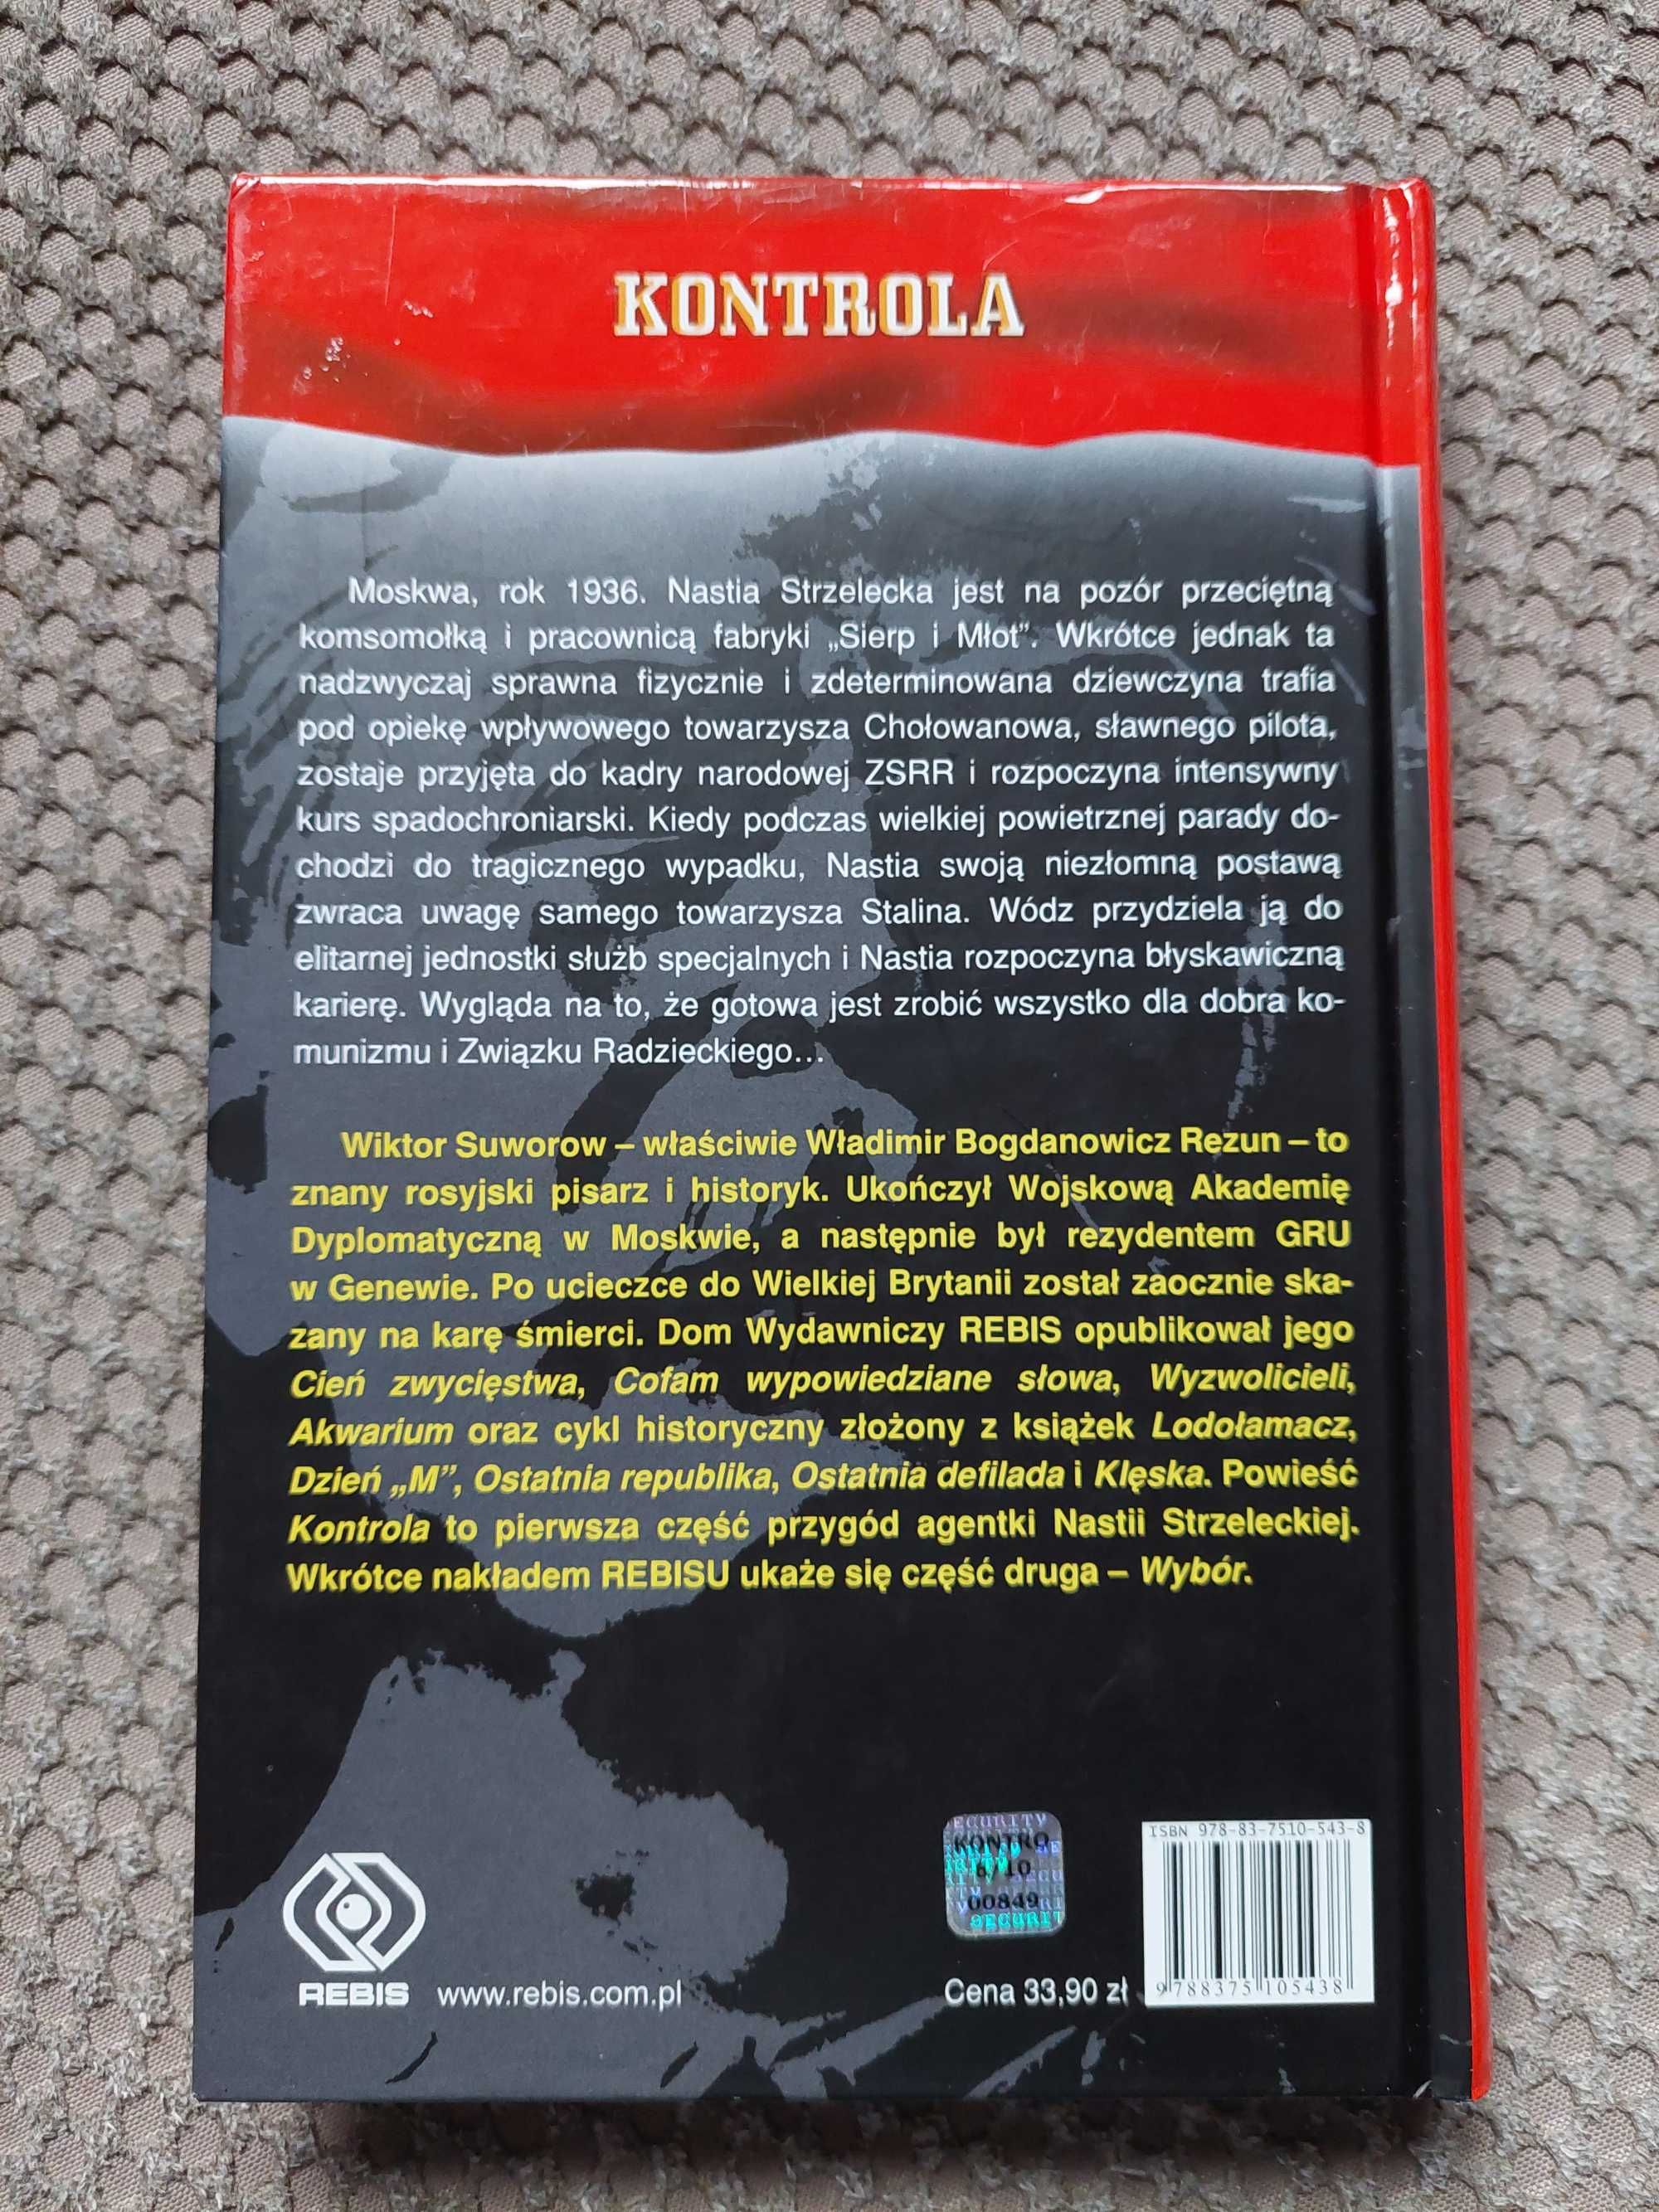 KONTROLA
Moskwa, rok 1936. Nastia Strzelecka jest na pozór przeciętną
komsomołką i pracownicą fabryki „Sierp i Młot”. Wkrótce jednak ta
nadzwyczaj sprawna fizycznie i zdeterminowana dziewczyna trafia
pod opiekę wpływowego towarzysza Chołowanowa, sławnego pilota,
zostaje przyjęta do kadry narodowej ZSRR i rozpoczyna intensywny
kurs spadochroniarski. Kiedy podczas wielkiej powietrznej parady do-
chodzi do tragicznego wypadku, Nastia swoją niezłomną postawą
zwraca uwagę samego towarzysza Stalina. Wódz przydziela ją do
elitarnej jednostki służb specjalnych i Nastia rozpoczyna błyskawiczną
karierę. Wygląda na to, że gotowa jest zrobić wszystko dla dobra ko-
munizmu i Związku Radzieckiego...
Wiktor Suworow – właściwie Władimir Bogdanowicz Rezun – to
znany rosyjski pisarz i historyk. Ukończył Wojskową Akademię
Dyplomatyczną w Moskwie, a następnie był rezydentem GRU
w Genewie. Po ucieczce do Wielkiej Brytanii został zaocznie ska-
zany na karę śmierci. Dom Wydawniczy REBIS opublikował jego
Cień zwycięstwa, Cofam wypowiedziane słowa, Wyzwolicieli,
Akwarium oraz cykl historyczny złożony z książek Lodołamacz,
Dzień „M”, Ostatnia republika, Ostatnia defilada i Klęska. Powieść
Kontrola to pierwsza część przygód agentki Nastii Strzeleckiej.
Wkrótce nakładem REBISU ukaże się część druga – Wybór.
ECURITY
KONTRO
6/10
00849
SECURIT
ISBN 978-83-7510-543-8
9 788375 105438
REBIS
www.rebis.com.pl
Cena 33,90 zł